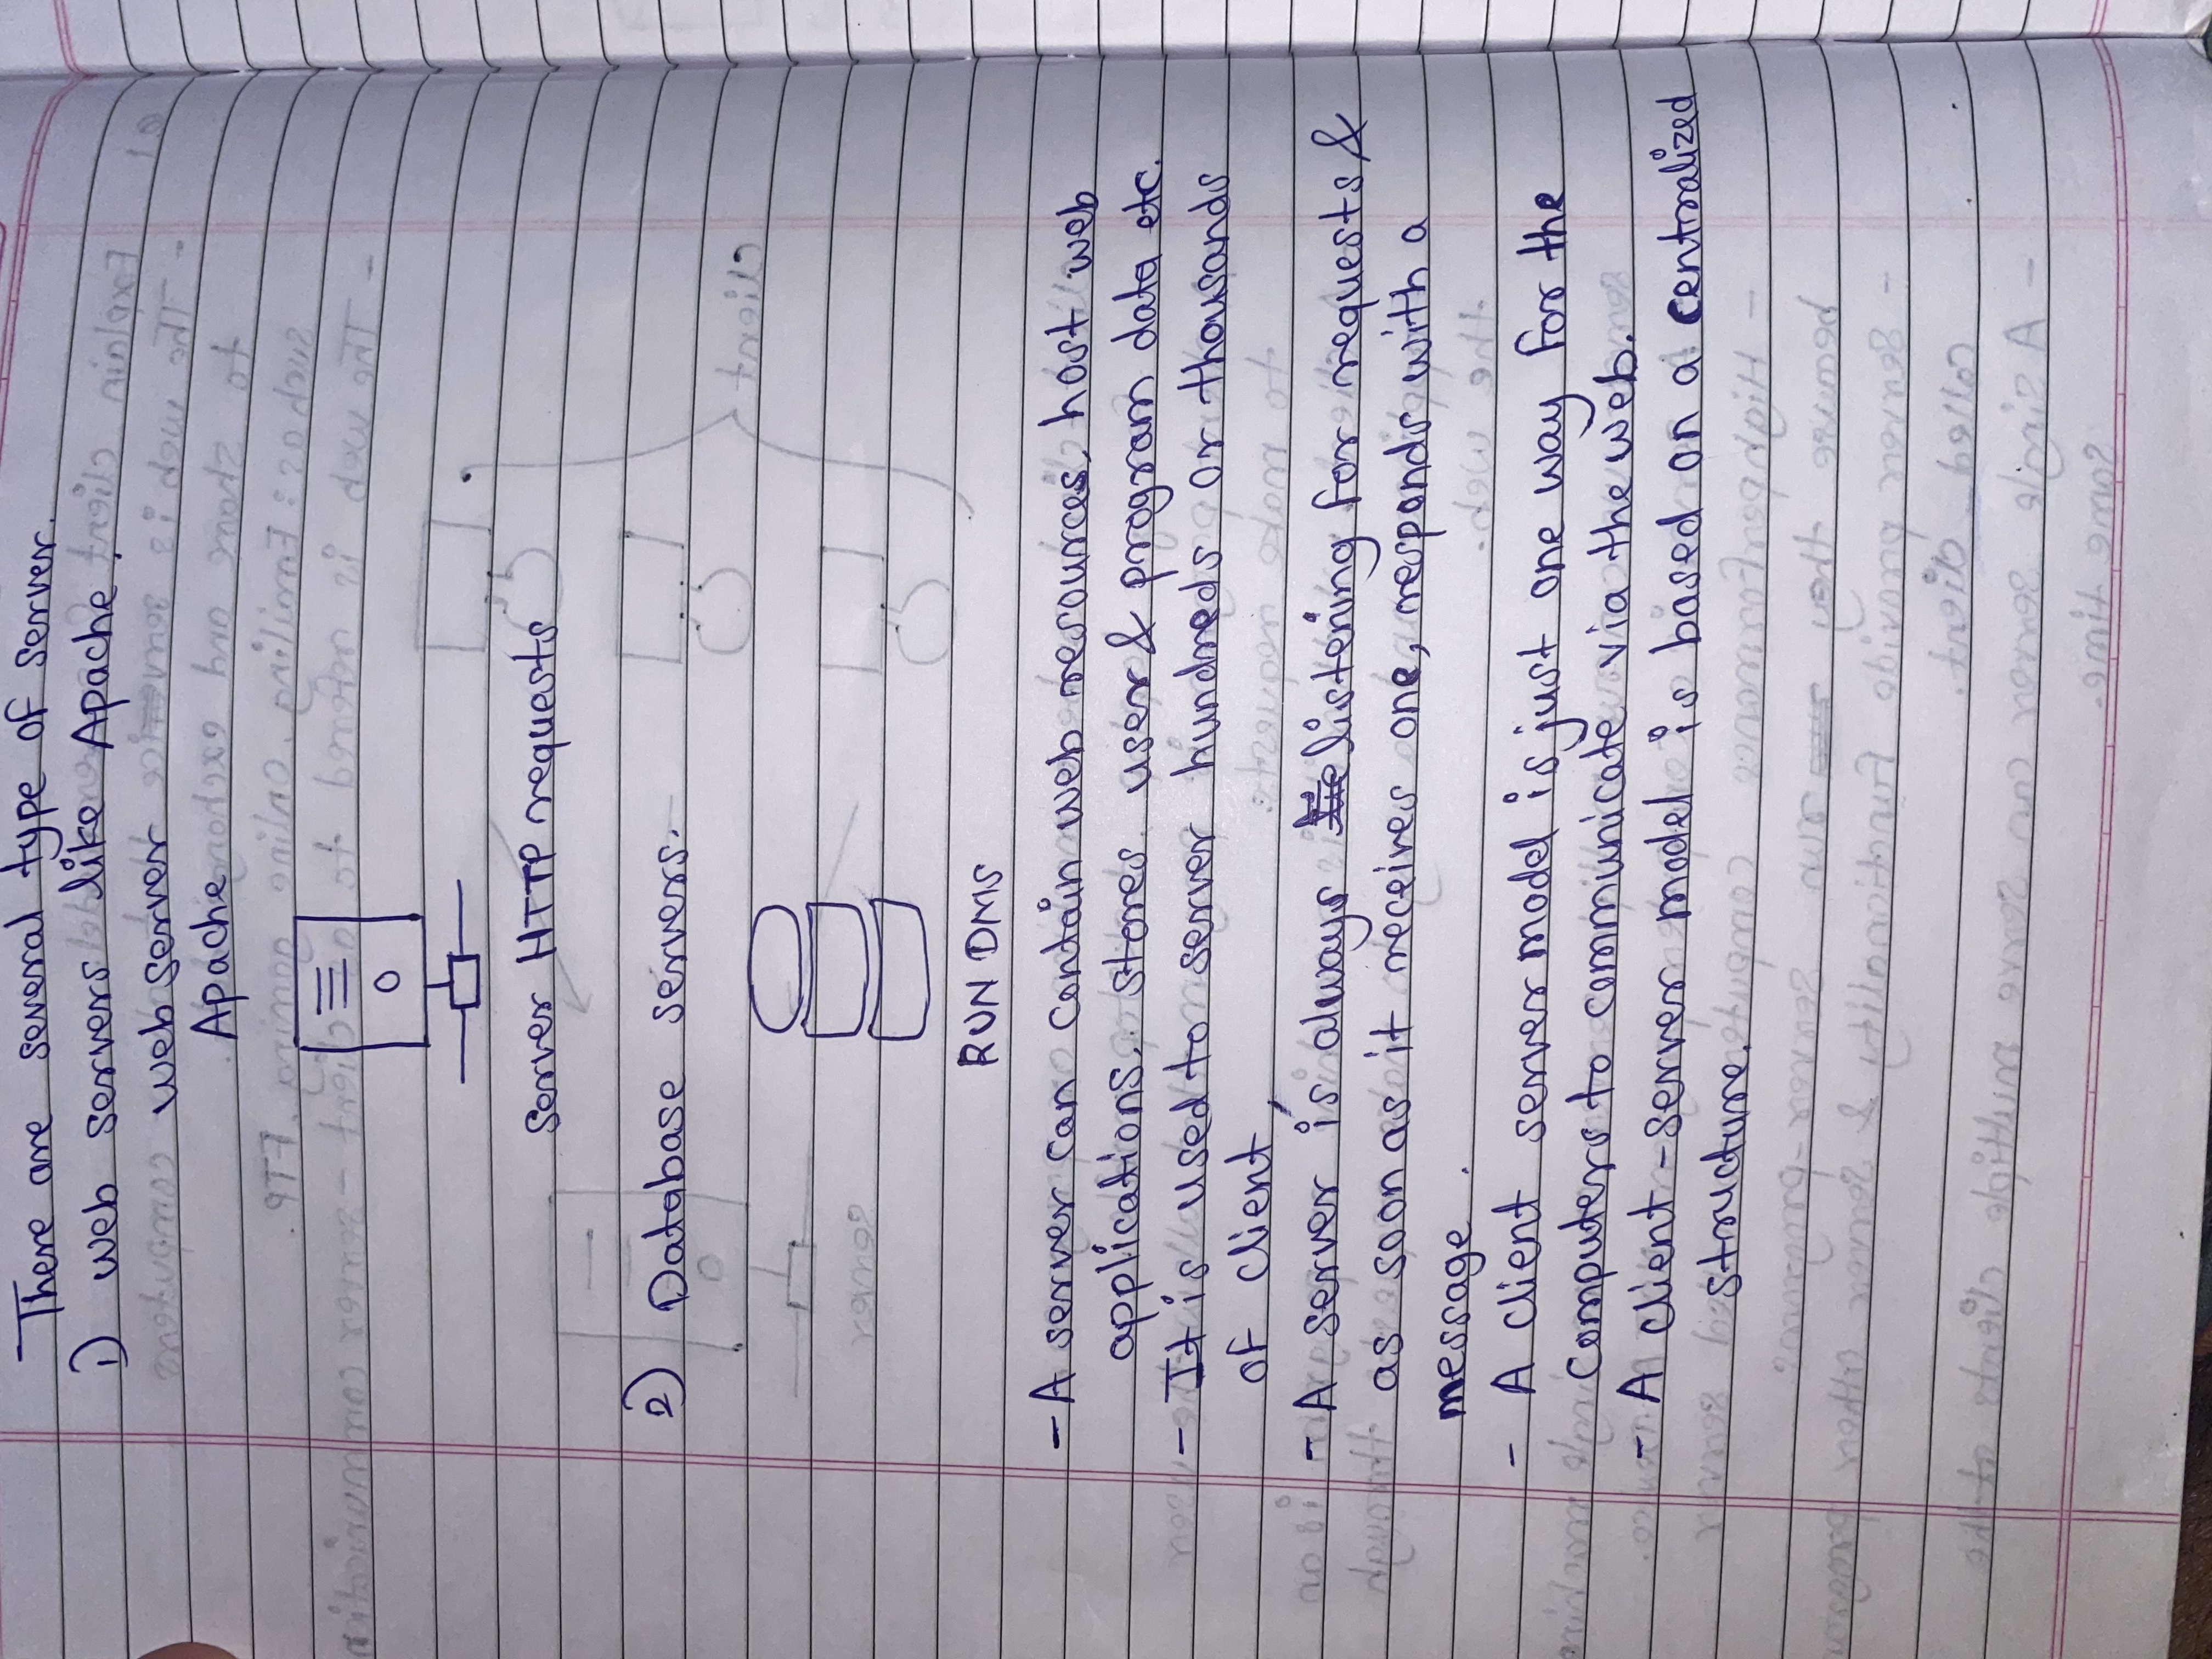 There are several type of server.
1) web servers like Apache.
web server
Apache
Server HTTP requests
2) Database servers.
RUN DMS
- A server can contain web resources, host web
applications, stores user & program data etc.
- It is used to server hundreds or thousands
of client,
- A server is always listening for requests &
as soon as it receives one, responds with a
message.
- A client server model is just one way for the
computers to communicate via the web.
- A client-server model is based on a centralized
structure.